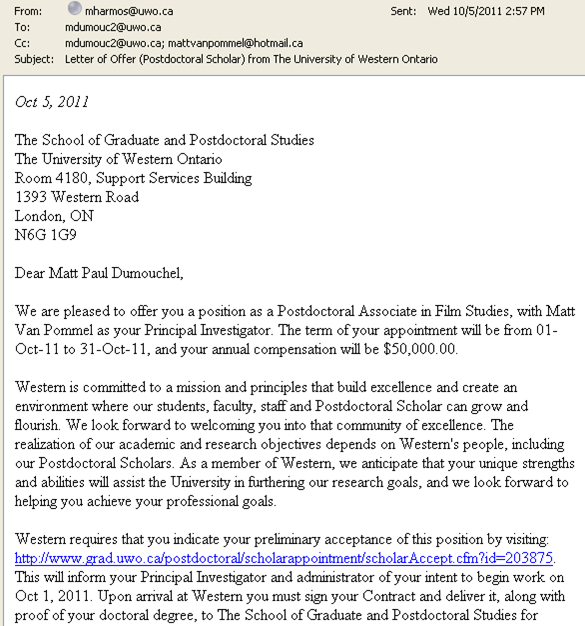 From: mharmos@uwo.ca Sent: Wed 10/5/2011 2:57 PM
To: mdumouc2@uwo.ca
Cc: mdumouc2@uwo.ca; mattvanpommel@hotmail.ca
Subject: Letter of Offer (Postdoctoral Scholar) from The University of Western Ontario
Oct 5, 2011
The School of Graduate and Postdoctoral Studies
The University of Western Ontario
Room 4180, Support Services Building
1393 Western Road
London, ON
N6G 1G9
Dear Matt Paul Dumouchel,
We are pleased to offer you a position as a Postdoctoral Associate in Film Studies, with Matt
Van Pommel as your Principal Investigator. The term of your appointment will be from 01-
Oct-11 to 31-Oct-11, and your annual compensation will be $50,000.00.
Western is committed to a mission and principles that build excellence and create an
environment where our students, faculty, staff and Postdoctoral Scholar can grow and
flourish. We look forward to welcoming you into that community of excellence. The
realization of our academic and research objectives depends on Western's people, including
our Postdoctoral Scholars. As a member of Western, we anticipate that your unique strengths
and abilities will assist the University in furthering our research goals, and we look forward to
helping you achieve your professional goals.
Western requires that you indicate your preliminary acceptance of this position by visiting:
http://www.grad.uwo.ca/postdoctoral/scholarappointment/scholarAccept.cfm?id=203875.
This will inform your Principal Investigator and administrator of your intent to begin work on
Oct 1, 2011. Upon arrival at Western you must sign your Contract and deliver it, along with
proof of your doctoral degree, to The School of Graduate and Postdoctoral Studies for